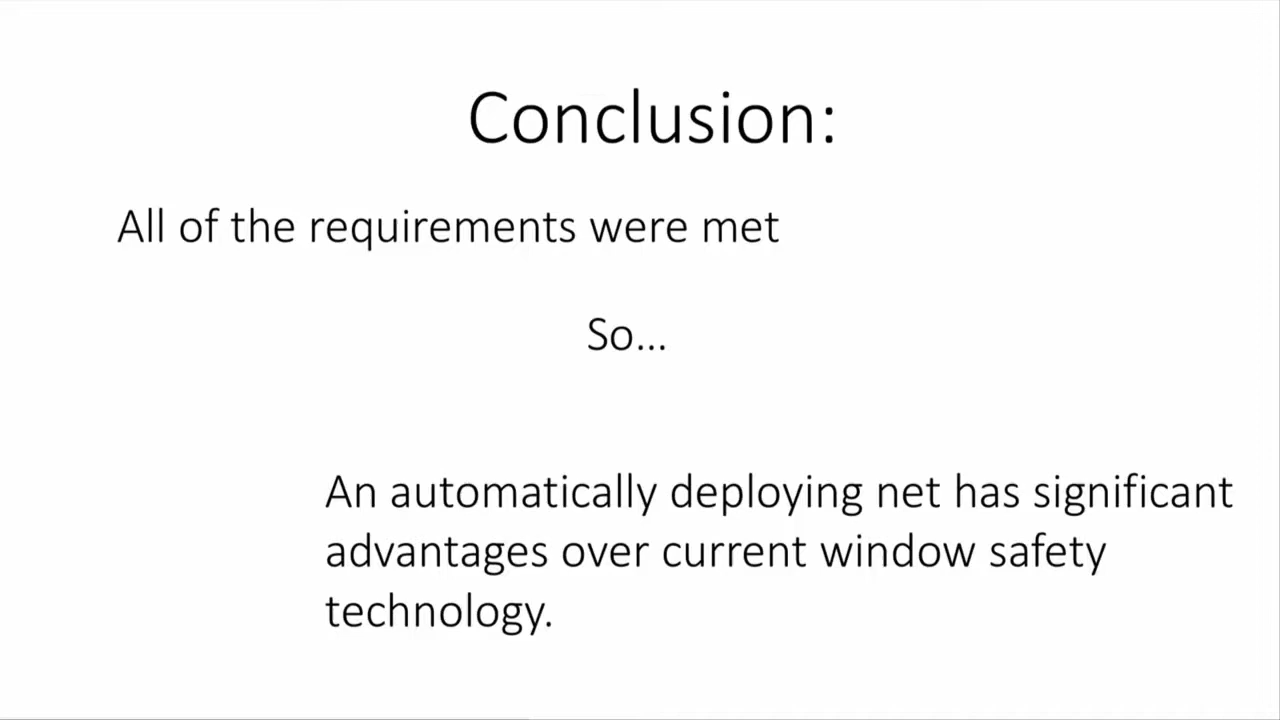 Conclusion:
All of the requirements were met
So...
An automatically deploying net has significant
advantages over current window safety
technology.